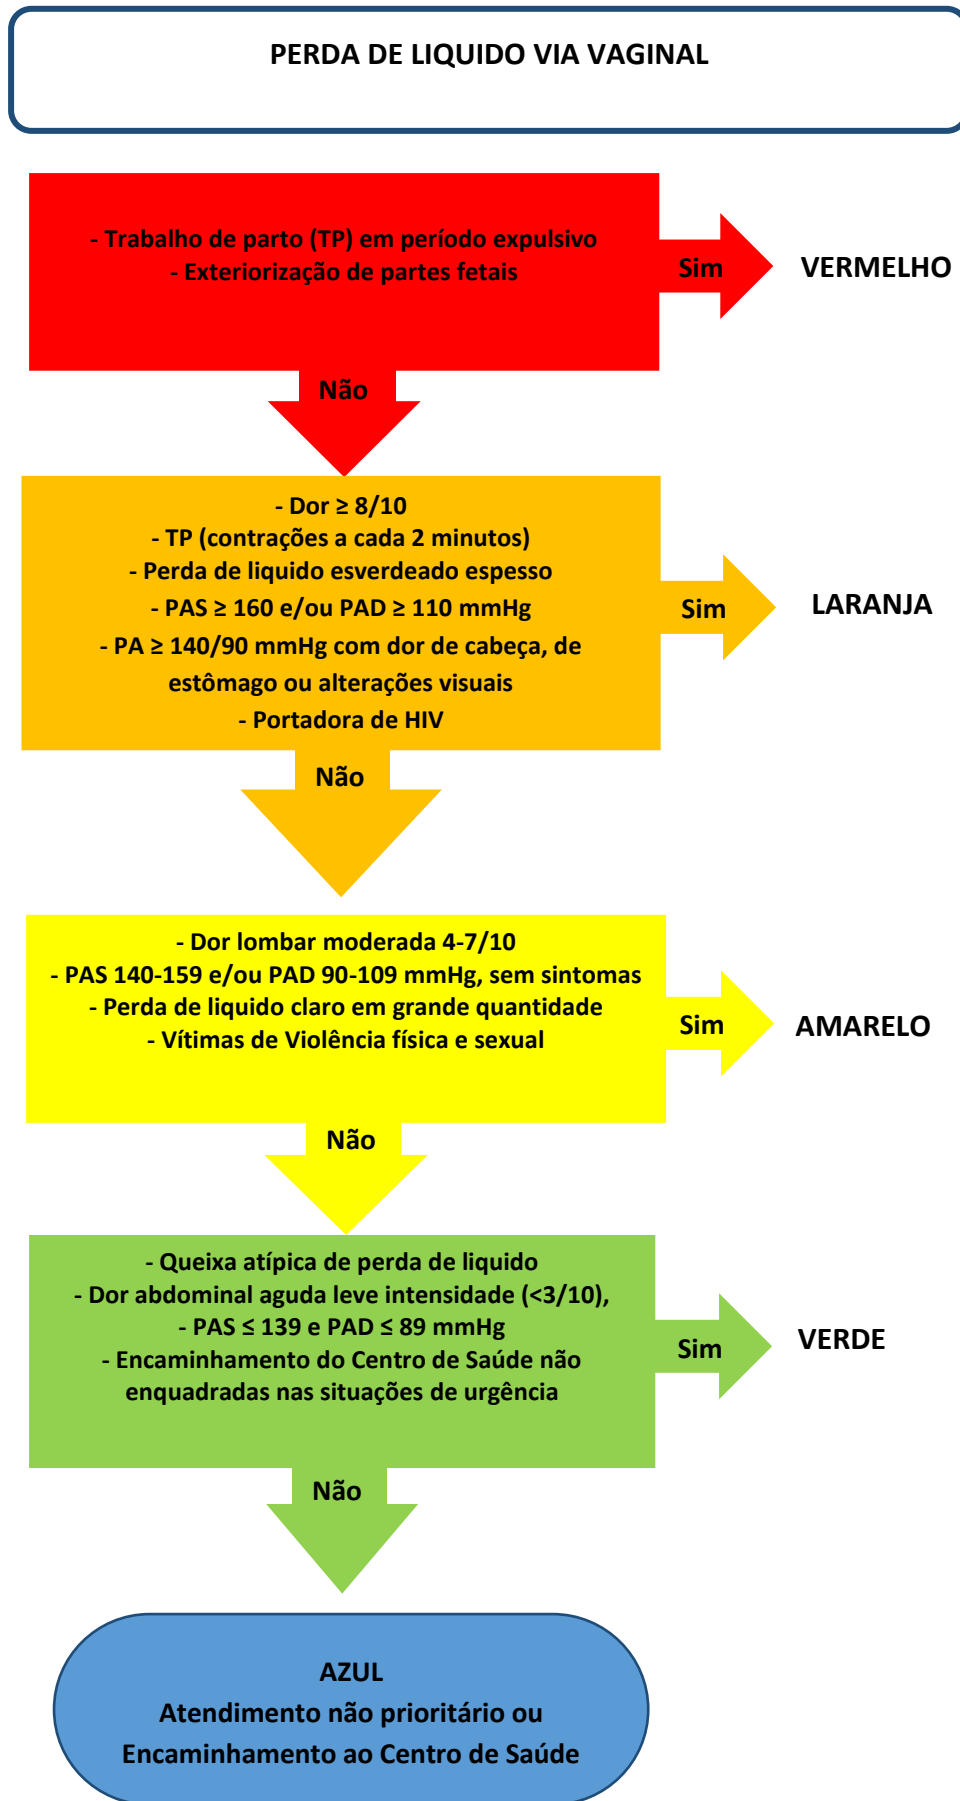 PERDA DE LIQUIDO VIA VAGINAL
- Trabalho de parto (TP) em período expulsivo
- Exteriorização de partes fetais
Sim
VERMELHO
Não
- Dor ≥ 8/10
- TP (contrações a cada 2 minutos)
- Perda de liquido esverdeado espesso
- PAS ≥ 160 e/ou PAD ≥ 110 mmHg
- PA ≥ 140/90 mmHg com dor de cabeça, de
estômago ou alterações visuais
- Portadora de HIV
Sim
LARANJA
Não
- Dor lombar moderada 4-7/10
- PAS 140-159 e/ou PAD 90-109 mmHg, sem sintomas
- Perda de liquido claro em grande quantidade
- Vítimas de Violência física e sexual
Sim
AMARELO
Não
- Queixa atípica de perda de liquido
- Dor abdominal aguda leve intensidade (<3/10),
- PAS ≤ 139 e PAD ≤ 89 mmHg
- Encaminhamento do Centro de Saúde não
enquadradas nas situações de urgência
Sim
VERDE
Não
AZUL
Atendimento não prioritário ou
Encaminhamento ao Centro de Saúde